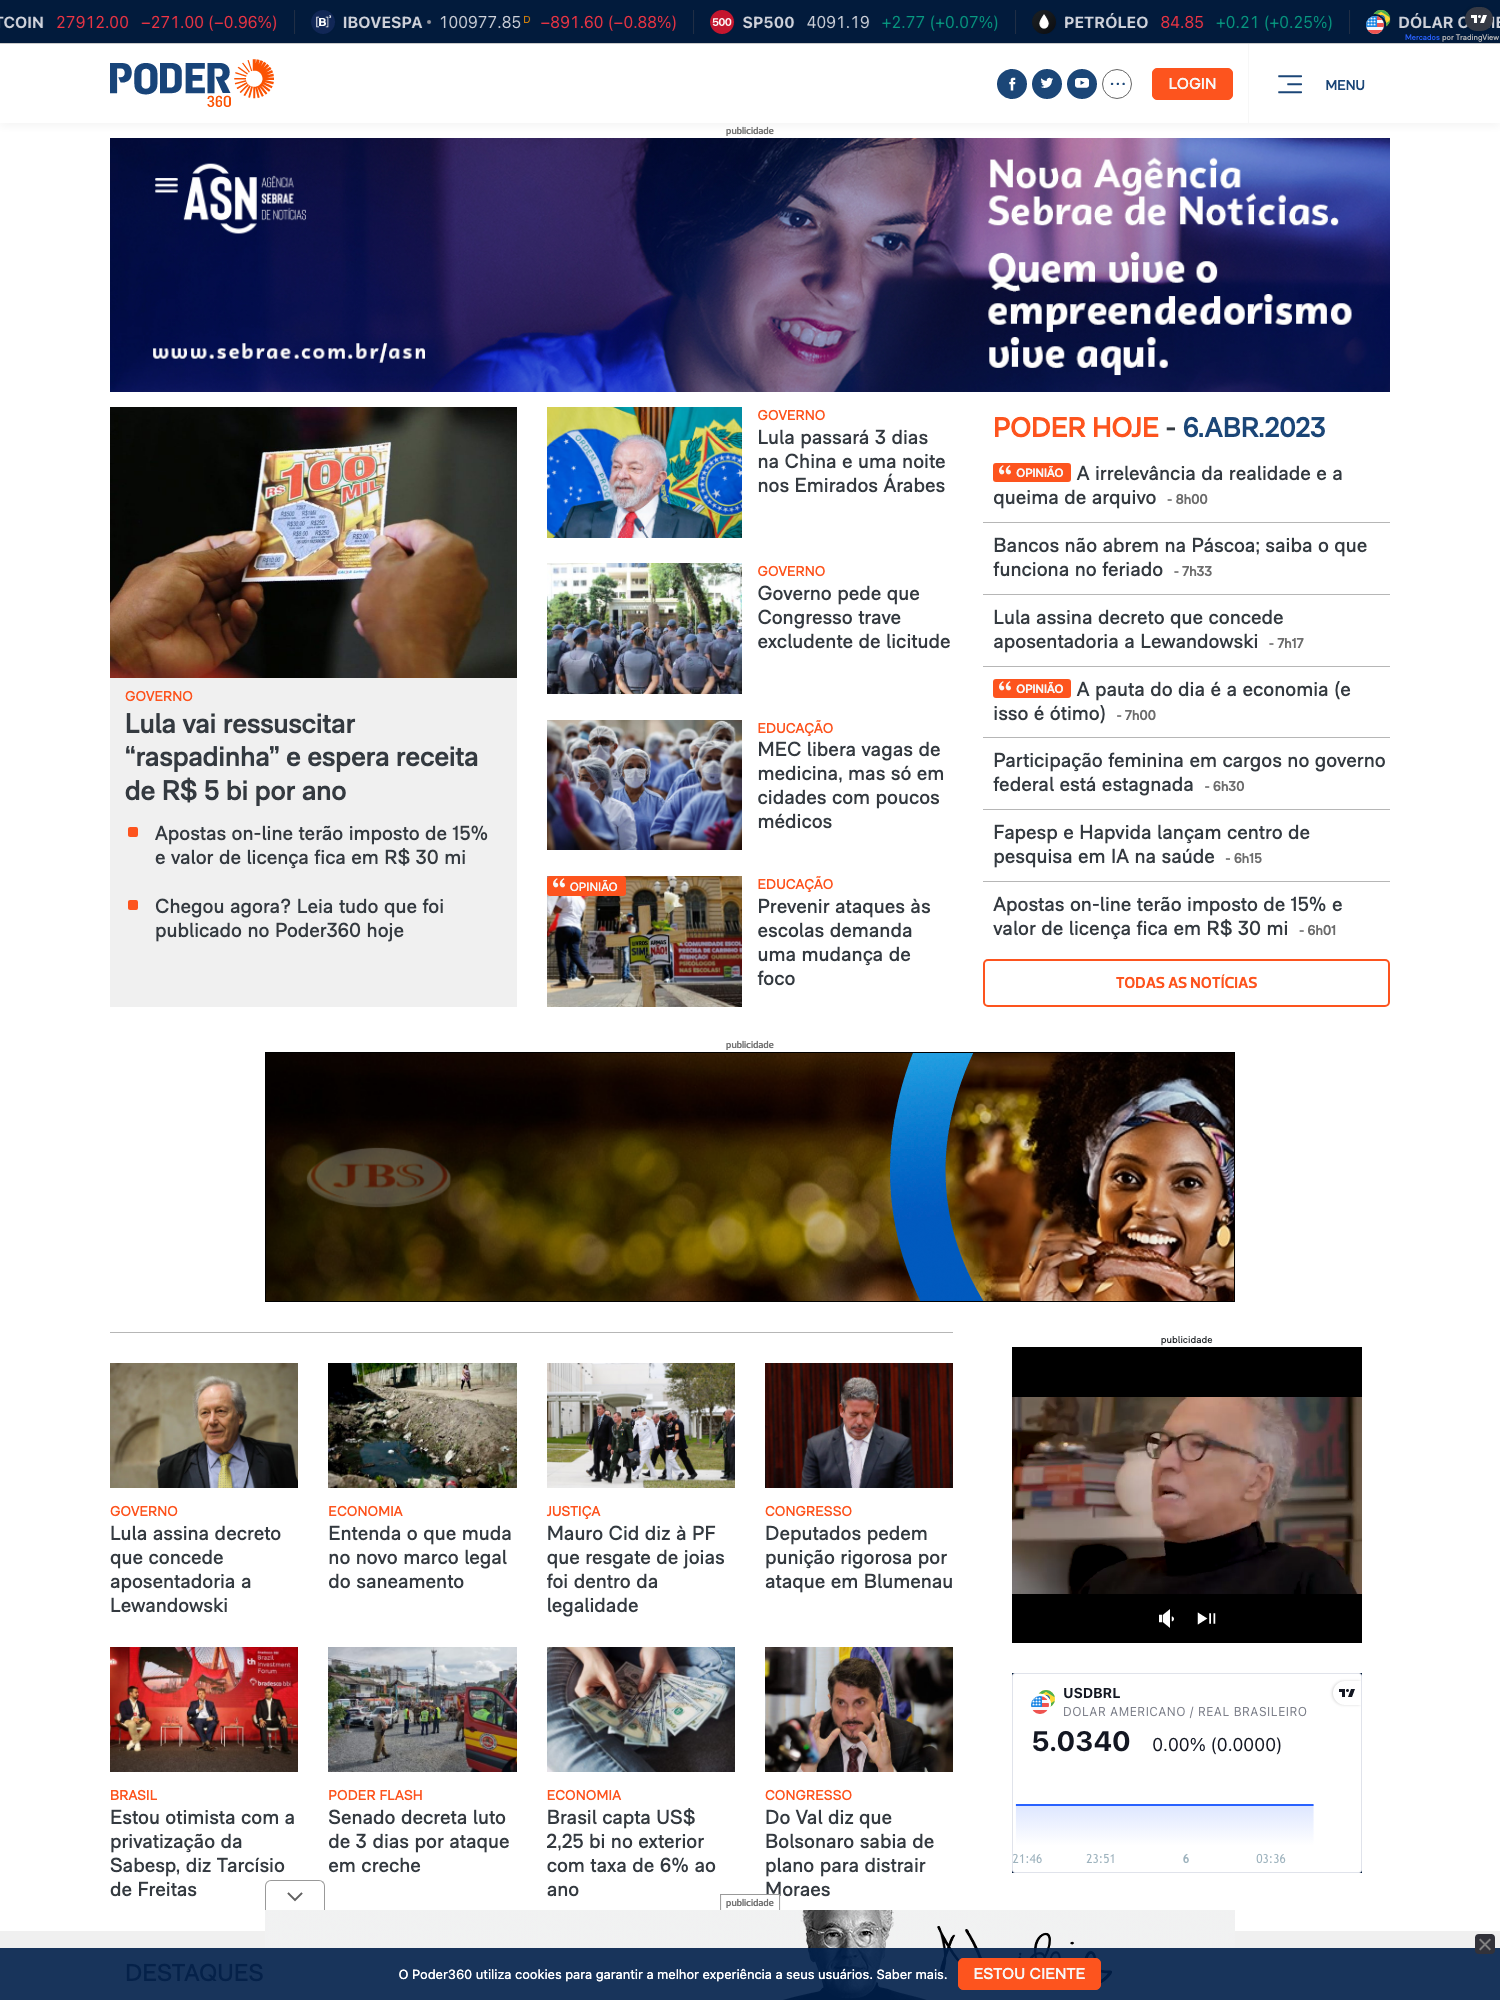 TCOIN 27912.00 −271.00 (−0.96%) IBOVESPA • 100977.85 D −891.60 (−0.88%) 500 SP500 4091.19 +2.77 (+0.07%) PETRÓLEO 84.85 +0.21 (+0.25%)
Mercados por TradingView
PODER
360
LOGIN
MENU
publicidade
ASN AGÊNCIA
SEBRAE
DE NOTÍCIAS
Nova Agência
Sebrae de Notícias.
Quem vive o
empreendedorismo
vive aqui.
www.sebrae.com.br/asn
R$ 100
MIL
GOVERNO
Lula vai ressuscitar
“raspadinha” e espera receita
de R$ 5 bi por ano
Apostas on-line terão imposto de 15%
e valor de licença fica em R$ 30 mi
Chegou agora? Leia tudo que foi
publicado no Poder360 hoje
GOVERNO
Lula passará 3 dias
na China e uma noite
nos Emirados Árabes
GOVERNO
Governo pede que
Congresso trave
excludente de licitude
EDUCAÇÃO
MEC libera vagas de
medicina, mas só em
cidades com poucos
médicos
“ OPINIÃO
LIVROS
SIM!
ARMAS
NÃO!
EDUCAÇÃO
Prevenir ataques às
escolas demanda
uma mudança de
foco
PODER HOJE - 6.ABR.2023
“ OPINIÃO A irrelevância da realidade e a
queima de arquivo - 8h00
Bancos não abrem na Páscoa; saiba o que
funciona no feriado - 7h33
Lula assina decreto que concede
aposentadoria a Lewandowski - 7h17
“ OPINIÃO A pauta do dia é a economia (e
isso é ótimo) - 7h00
Participação feminina em cargos no governo
federal está estagnada - 6h30
Fapesp e Hapvida lançam centro de
pesquisa em IA na saúde - 6h15
Apostas on-line terão imposto de 15% e
valor de licença fica em R$ 30 mi - 6h01
TODAS AS NOTÍCIAS
publicidade
JBS
GOVERNO
Lula assina decreto
que concede
aposentadoria a
Lewandowski
ECONOMIA
Entenda o que muda
no novo marco legal
do saneamento
JUSTIÇA
Mauro Cid diz à PF
que resgate de joias
foi dentro da
legalidade
CONGRESSO
Deputados pedem
punição rigorosa por
ataque em Blumenau
publicidade
Investment
Forum
bradesco bbi
BRASIL
Estou otimista com a
privatização da
Sabesp, diz Tarcísio
de Freitas
PODER FLASH
Senado decreta luto
de 3 dias por ataque
em creche
ECONOMIA
Brasil capta US$
2,25 bi no exterior
com taxa de 6% ao
ano
CONGRESSO
Do Val diz que
Bolsonaro sabia de
plano para distrair
Moraes
USDBRL
DOLAR AMERICANO / REAL BRASILEIRO
5.0340 0.00% (0.0000)
21:46 23:51 6 03:36
publicidade
DESTAQUES
O Poder360 utiliza cookies para garantir a melhor experiência a seus usuários. Saber mais. ESTOU CIENTE